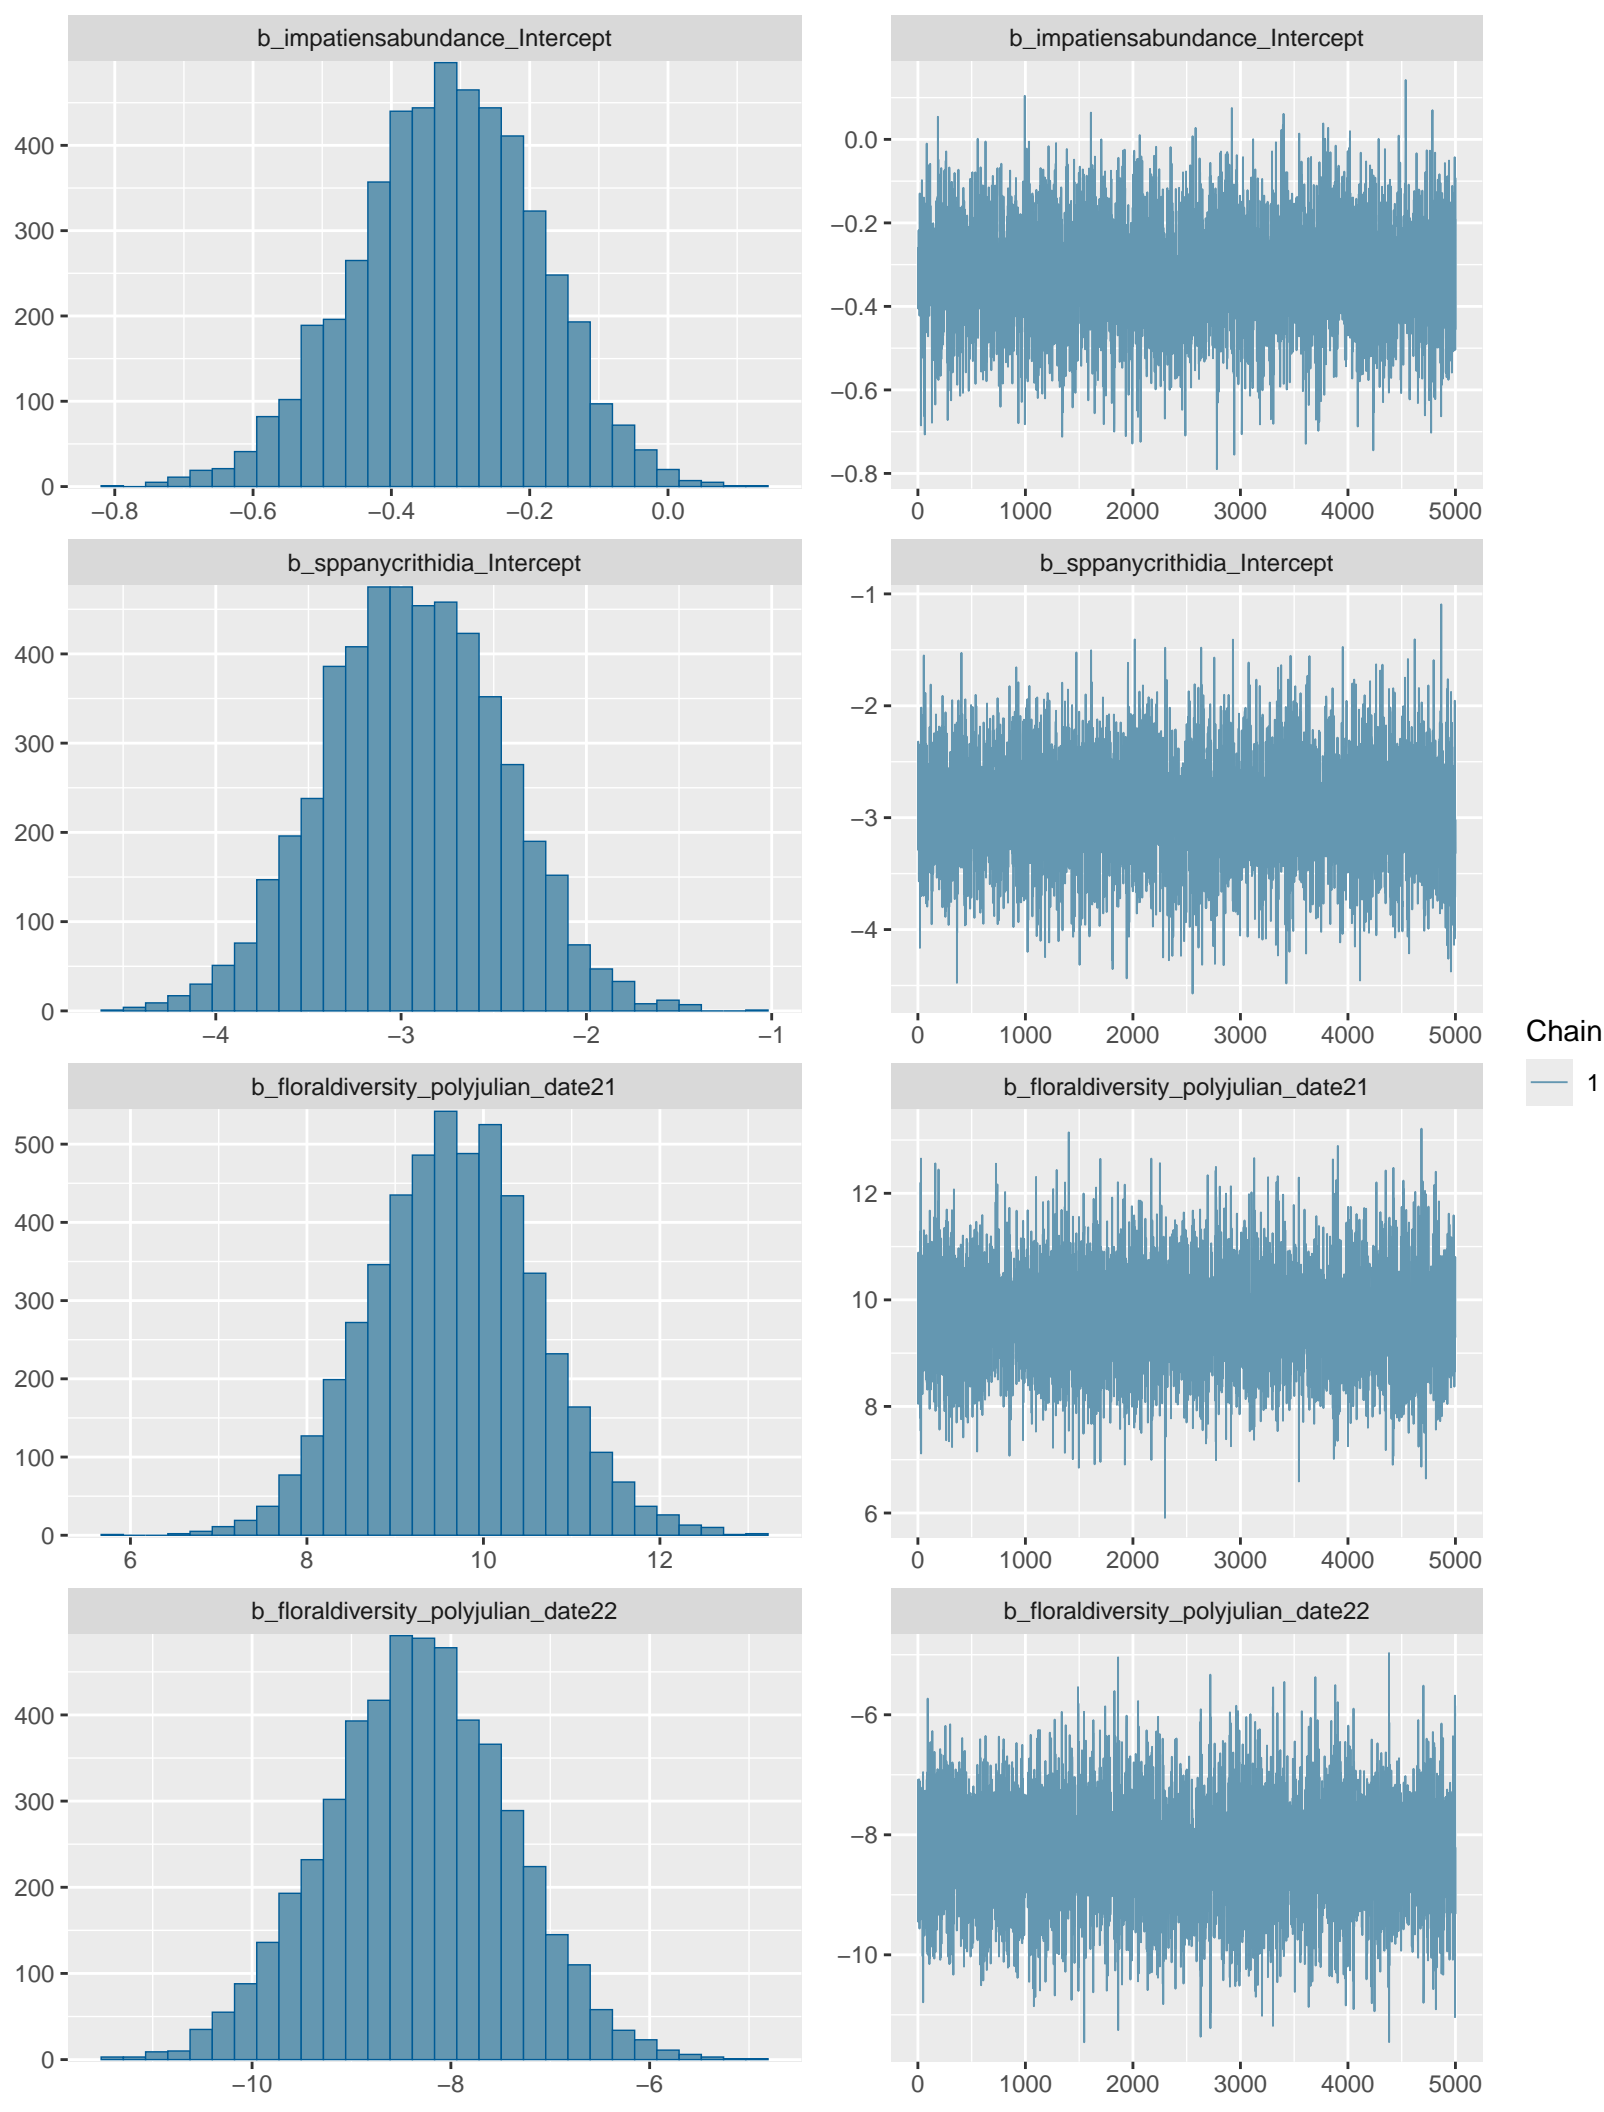 b_impatiensabundance_Intercept
b_impatiensabundance_Intercept
400
300
200
100
0
−0.8 −0.6 −0.4 −0.2 0.0
0.0
−0.2
−0.4
−0.6
−0.8
0 1000 2000 3000 4000 5000
b_sppanycrithidia_Intercept
b_sppanycrithidia_Intercept
400
300
200
100
0
−4 −3 −2 −1
−1
−2
−3
−4
0 1000 2000 3000 4000 5000
Chain
1
b_floraldiversity_polyjulian_date21
b_floraldiversity_polyjulian_date21
500
400
300
200
100
0
6 8 10 12
12
10
8
6
0 1000 2000 3000 4000 5000
b_floraldiversity_polyjulian_date22
b_floraldiversity_polyjulian_date22
400
300
200
100
0
−10 −8 −6
−6
−8
−10
0 1000 2000 3000 4000 5000